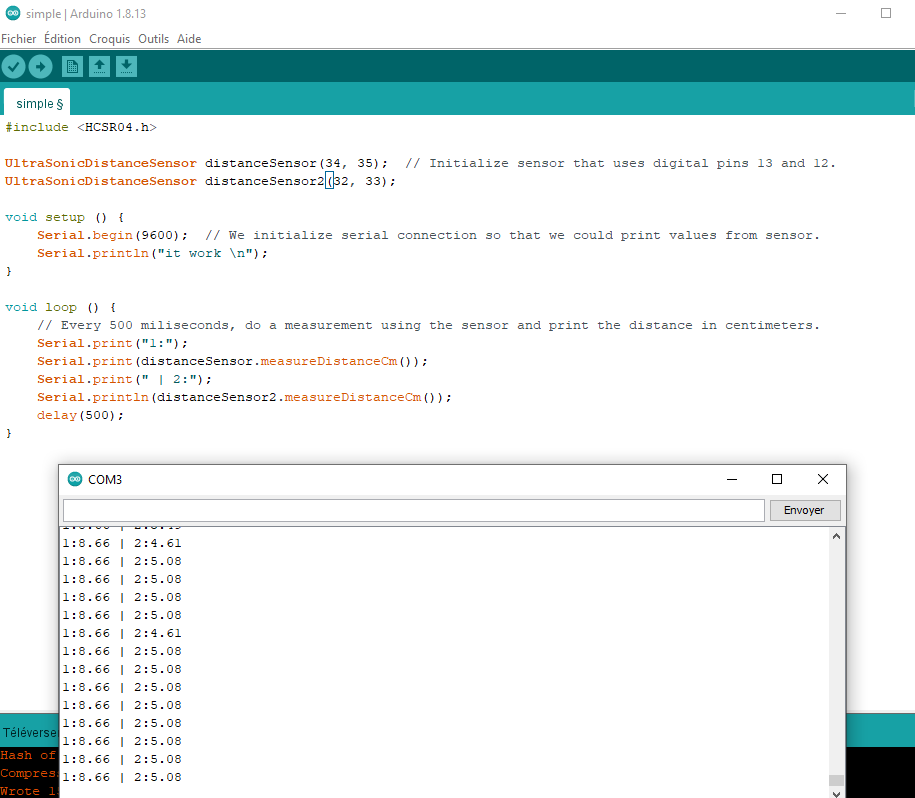 simple | Arduino 1.8.13
Fichier Édition Croquis Outils Aide
simple §
#include <HCSR04.h>
UltraSonicDistanceSensor distanceSensor(34, 35);  // Initialize sensor that uses digital pins 13 and 12.
UltraSonicDistanceSensor distanceSensor2(32, 33);
void setup () {
    Serial.begin(9600);  // We initialize serial connection so that we could print values from sensor.
    Serial.println("it work \n");
}
void loop () {
    // Every 500 miliseconds, do a measurement using the sensor and print the distance in centimeters.
    Serial.print("1:");
    Serial.print(distanceSensor.measureDistanceCm());
    Serial.print(" | 2:");
    Serial.println(distanceSensor2.measureDistanceCm());
    delay(500);
}
COM3
Envoyer
1:8.66 | 2:4.61
1:8.66 | 2:5.08
1:8.66 | 2:5.08
1:8.66 | 2:5.08
1:8.66 | 2:5.08
1:8.66 | 2:4.61
1:8.66 | 2:5.08
1:8.66 | 2:5.08
1:8.66 | 2:5.08
1:8.66 | 2:5.08
1:8.66 | 2:5.08
1:8.66 | 2:5.08
1:8.66 | 2:5.08
1:8.66 | 2:5.08
Téléverse
Hash of
Compres
Wrote